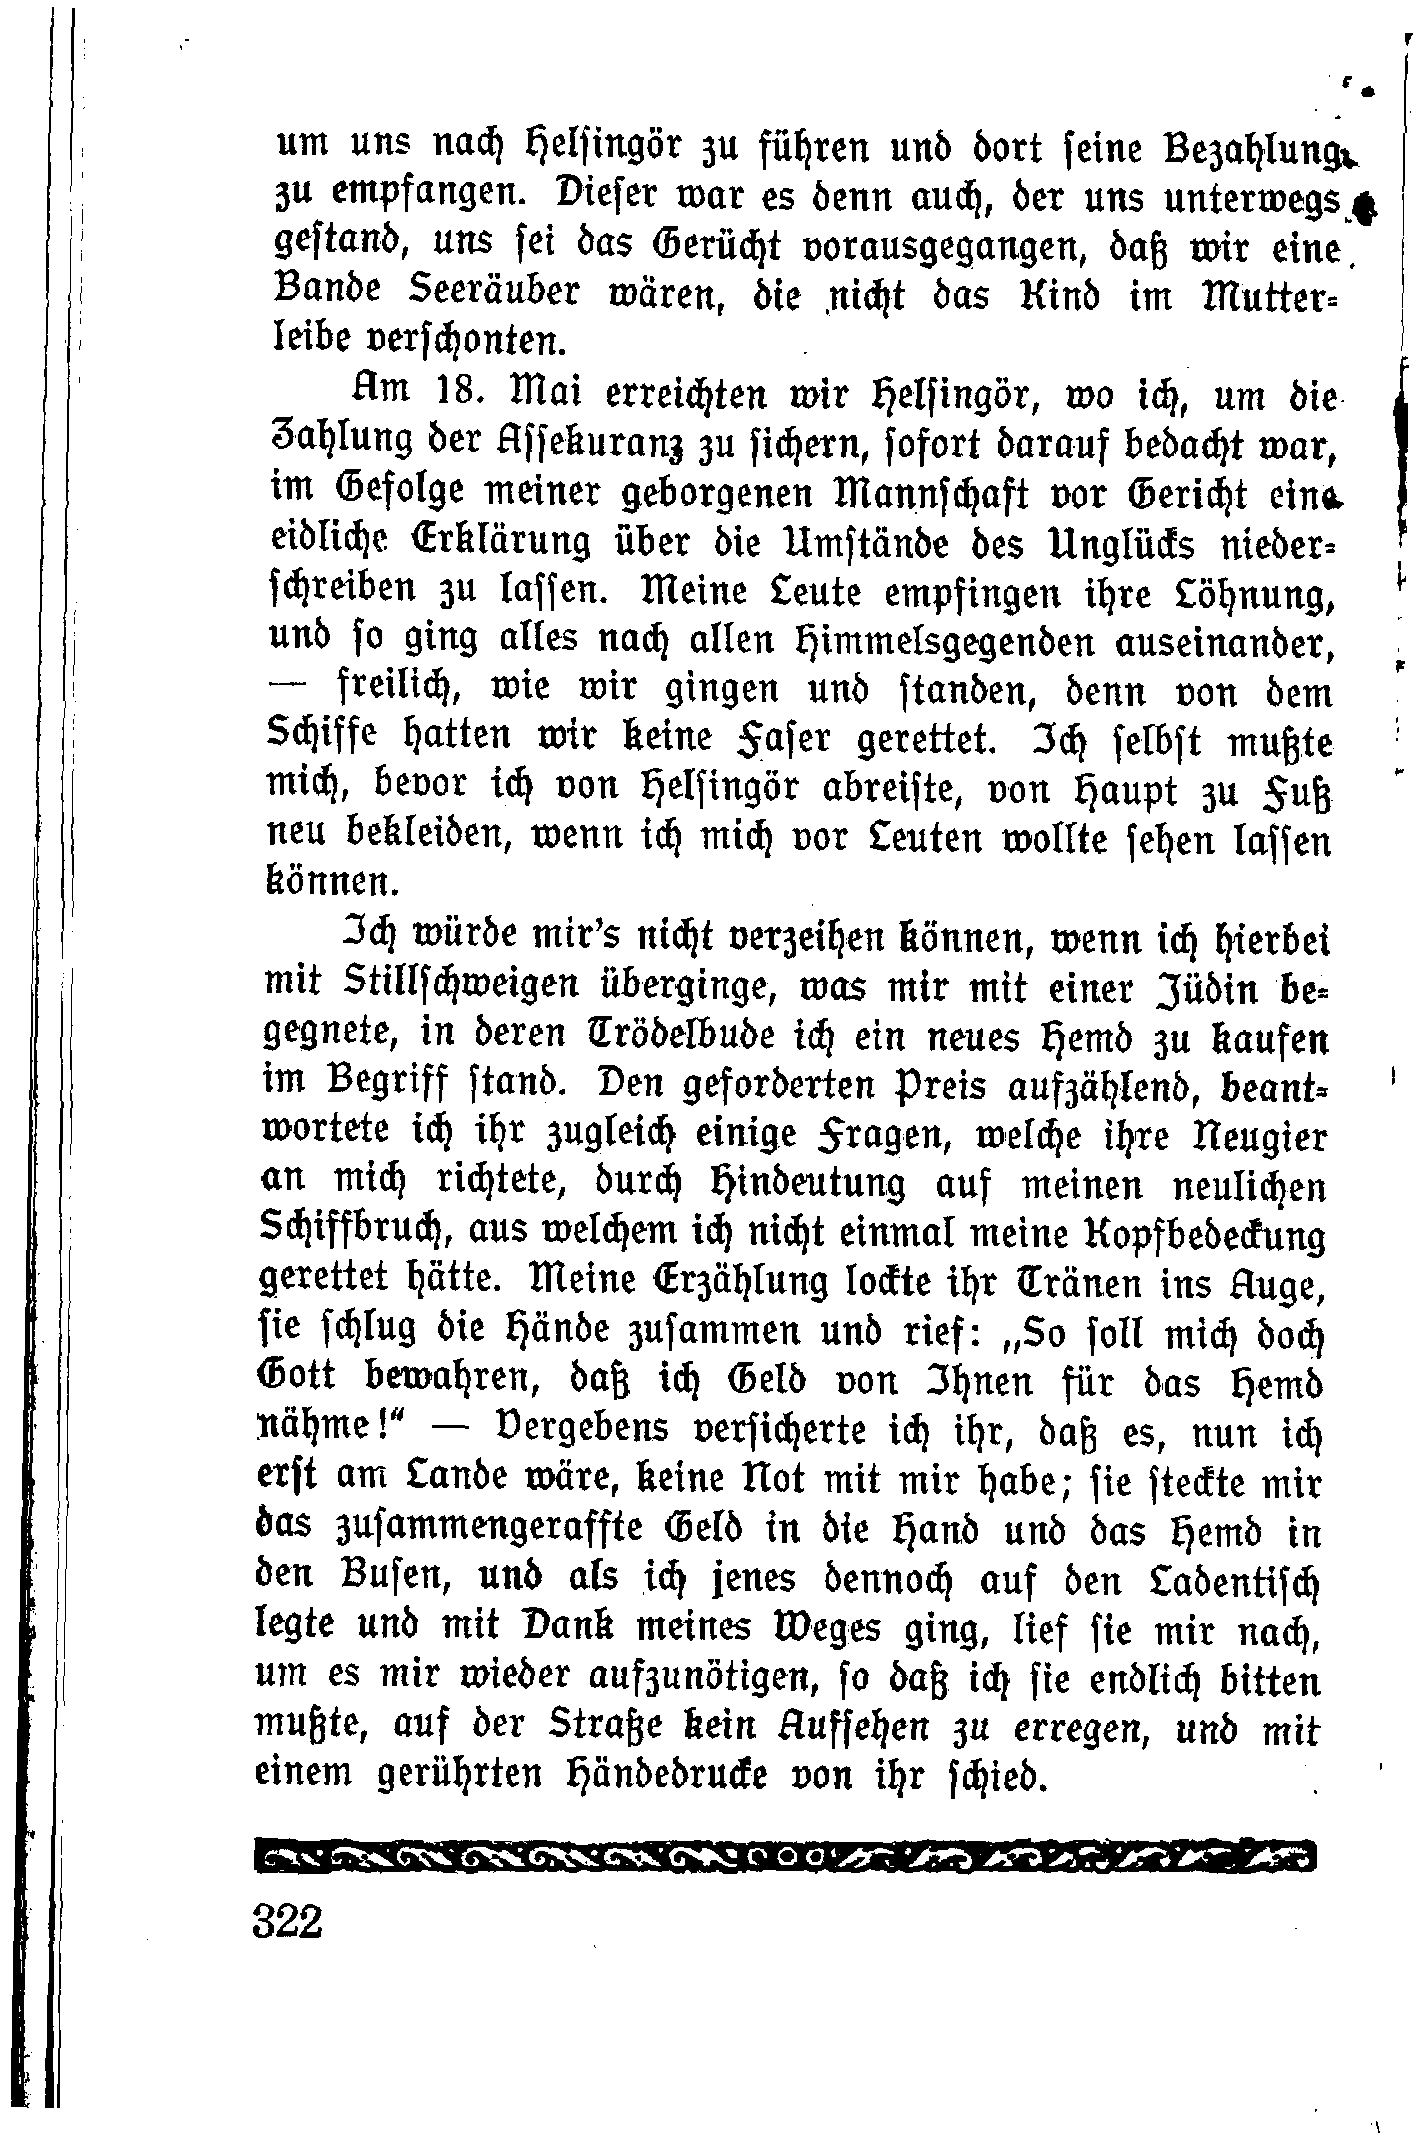 um uns nach Helsingör zu führen und dort seine Bezahlung
zu empfangen. Dieser war es denn auch, der uns unterwegs
gestand, uns sei das Gerücht vorausgegangen, daß wir eine
Bande Seeräuber wären, die nicht das Kind im Mutter-
leibe verschonten.
Am 18. Mai erreichten wir Helsingör, wo ich, um die
Zahlung der Assekuranz zu sichern, sofort darauf bedacht war,
im Gefolge meiner geborgenen Mannschaft vor Gericht eine
eidliche Erklärung über die Umstände des Unglücks nieder-
schreiben zu lassen. Meine Leute empfingen ihre Löhnung,
und so ging alles nach allen Himmelsgegenden auseinander,
— freilich, wie wir gingen und standen, denn von dem
Schiffe hatten wir keine Faser gerettet. Ich selbst mußte
mich, bevor ich von Helsingör abreiste, von Haupt zu Fuß
neu bekleiden, wenn ich mich vor Leuten wollte sehen lassen
können.
Ich würde mir's nicht verzeihen können, wenn ich hierbei
mit Stillschweigen überginge, was mir mit einer Jüdin be-
gegnete, in deren Trödelbude ich ein neues Hemd zu kaufen
im Begriff stand. Den geforderten Preis aufzählend, beant-
wortete ich ihr zugleich einige Fragen, welche ihre Neugier
an mich richtete, durch Hindeutung auf meinen neulichen
Schiffbruch, aus welchem ich nicht einmal meine Kopfbedeckung
gerettet hätte. Meine Erzählung lockte ihr Tränen ins Auge,
sie schlug die Hände zusammen und rief: „So soll mich doch
Gott bewahren, daß ich Geld von Ihnen für das Hemd
nähme!“ — Vergebens versicherte ich ihr, daß es, nun ich
erst am Lande wäre, keine Not mit mir habe; sie steckte mir
das zusammengeraffte Geld in die Hand und das Hemd in
den Busen, und als ich jenes dennoch auf den Ladentisch
legte und mit Dank meines Weges ging, lief sie mir nach,
um es mir wieder aufzunötigen, so daß ich sie endlich bitten
mußte, auf der Straße kein Aufsehen zu erregen, und mit
einem gerührten Händedrucke von ihr schied.
322